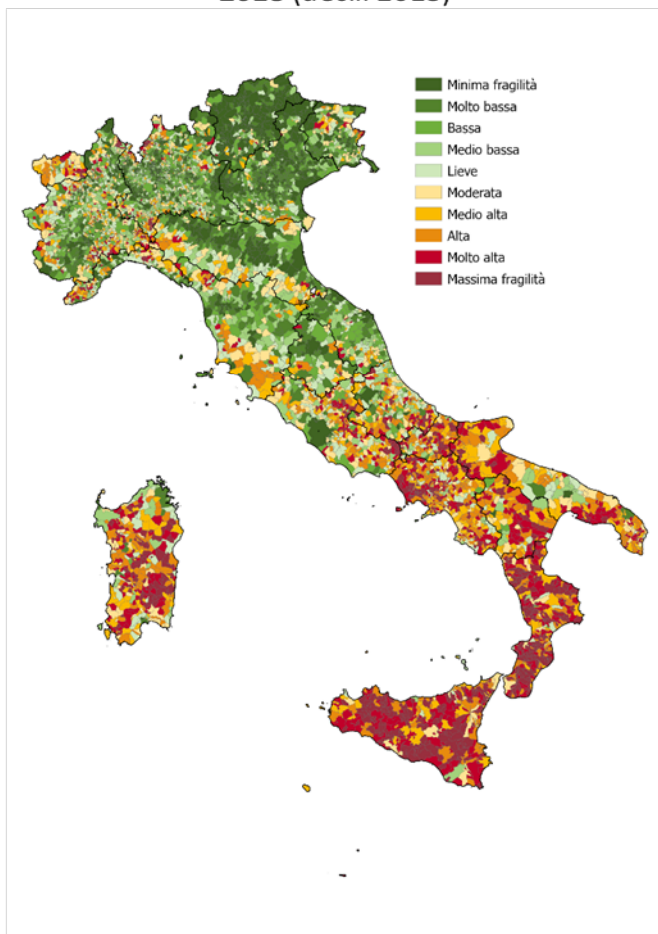 Minima fragilità
Molto bassa
Bassa
Medio bassa
Lieve
Moderata
Medio alta
Alta
Molto alta
Massima fragilità